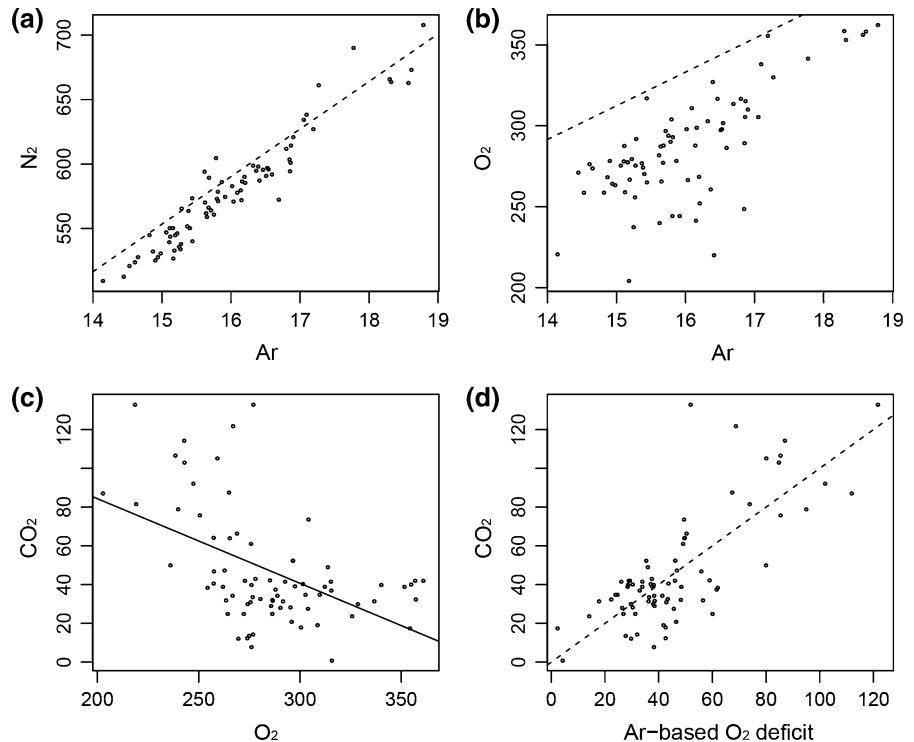 (a)
700
650
600
550
N₂
14 15 16 17 18 19
Ar
(b)
350
300
250
200
O₂
14 15 16 17 18 19
Ar
(c)
120
80
60
40
20
0
CO₂
200 250 300 350
O₂
(d)
120
80
60
40
20
0
CO₂
0 20 40 60 80 100 120
Ar−based O₂ deficit